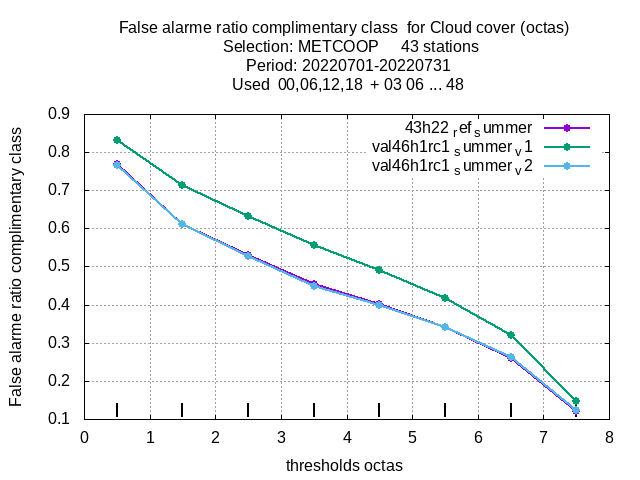 False alarme ratio complimentary class  for Cloud cover (octas)
Selection: METCOOP     43 stations
Period: 20220701-20220731
Used  00,06,12,18  + 03 06 ... 48
False alarme ratio complimentary class
0.9
0.8
0.7
0.6
0.5
0.4
0.3
0.2
0.1
43h22 ref summer
val46h1rc1 summer v1
val46h1rc1 summer v2
0 1 2 3 4 5 6 7 8
thresholds octas